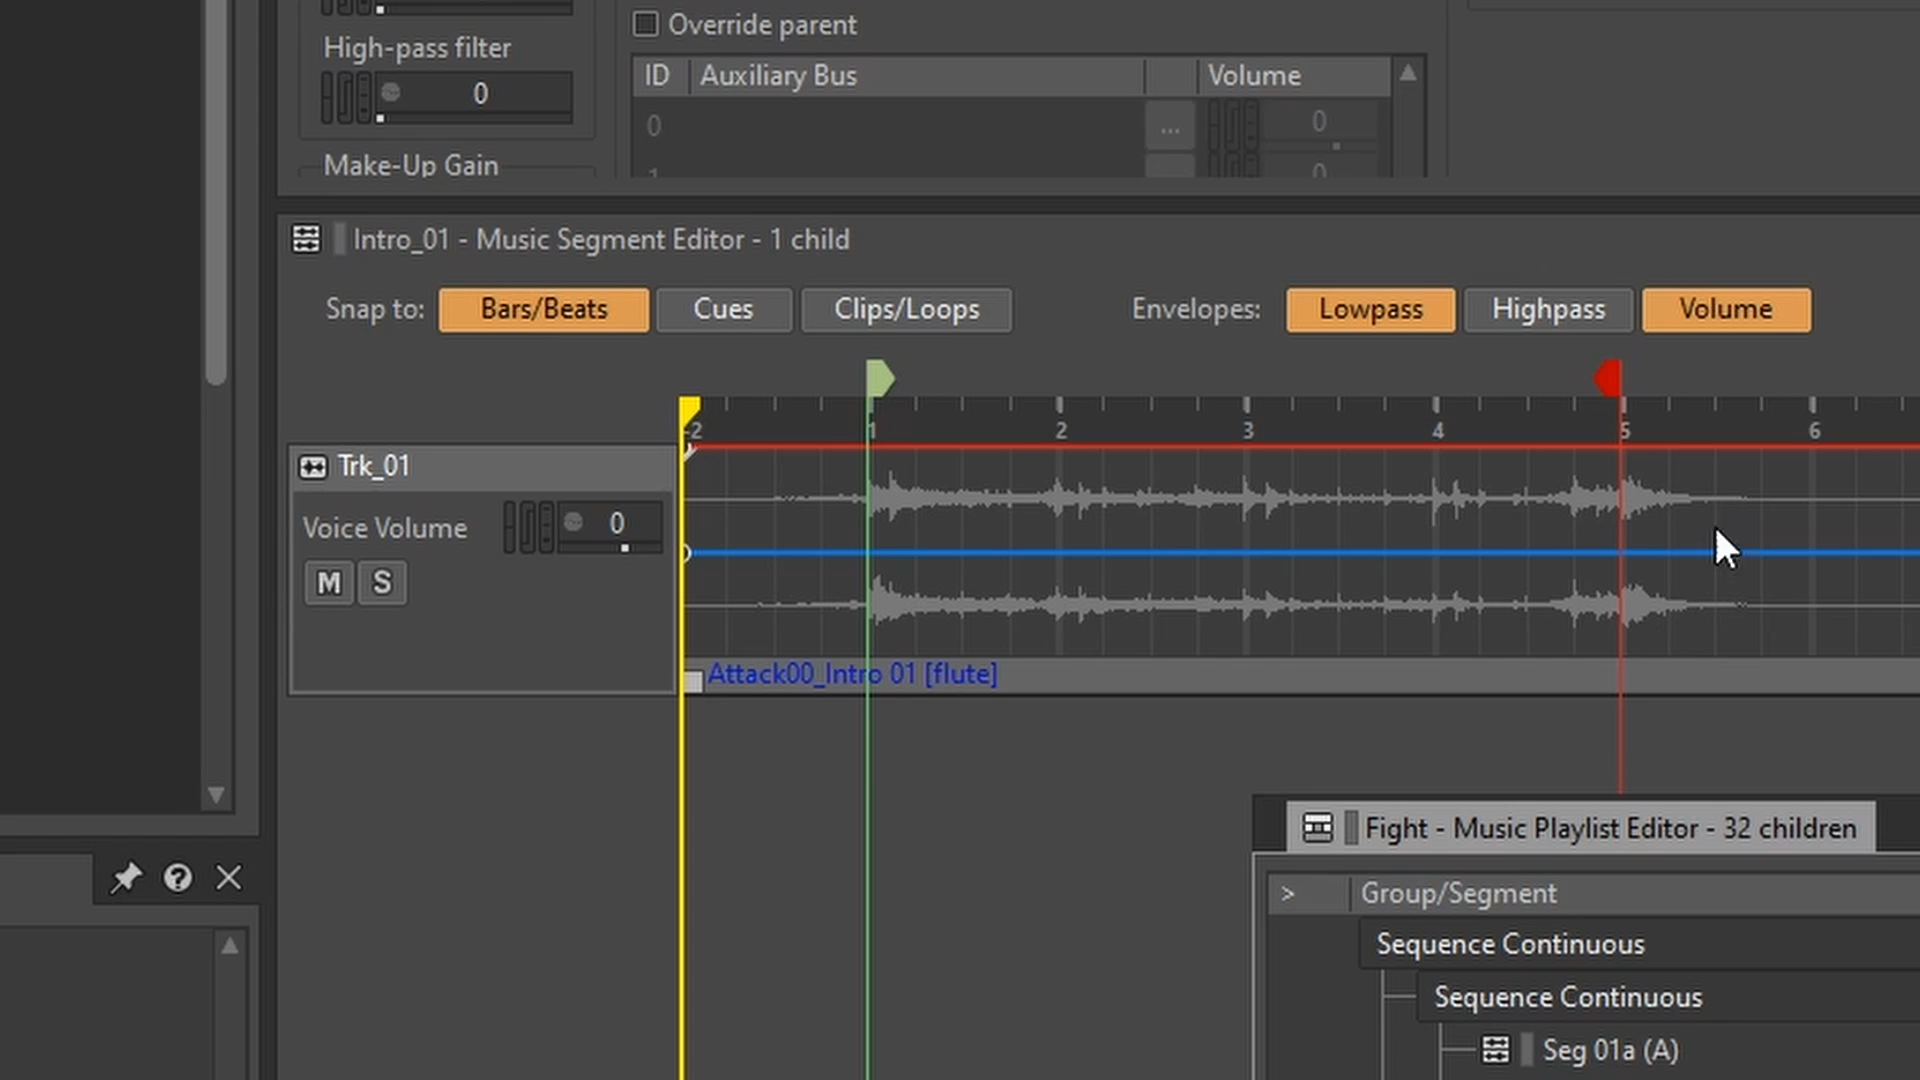 Override parent
High-pass filter
0
ID Auxiliary Bus Volume
0 ... 0
Make-Up Gain
Intro_01 - Music Segment Editor - 1 child
Snap to: Bars/Beats Cues Clips/Loops Envelopes: Lowpass Highpass Volume
-2 1 2 3 4 5 6
Trk_01
Voice Volume 0
M S
Attack00_Intro 01 [flute]
Fight - Music Playlist Editor - 32 children
> Group/Segment
Sequence Continuous
Sequence Continuous
Seg 01a (A)